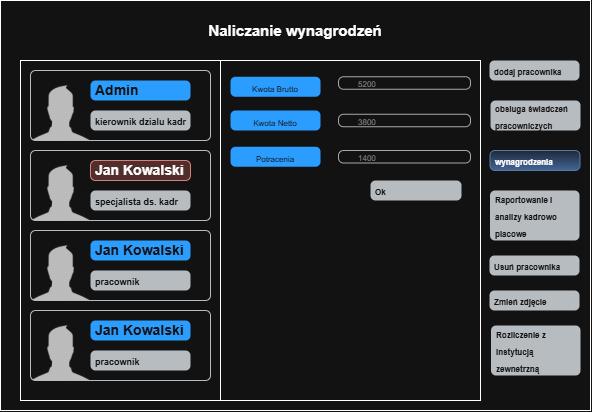 Naliczanie wynagrodzeń
Admin
kierownik dzialu kadr
Jan Kowalski
specjalista ds. kadr
Jan Kowalski
pracownik
Jan Kowalski
pracownik
Kwota Brutto
5200
Kwota Netto
3800
Potracenia
1400
Ok
dodaj pracownika
obsluga świadczeń
pracowniczych
wynagrodzenia
Raportowanie i
analizy kadrowo
placowe
Usuń pracownika
Zmień zdjęcie
Rozliczenie z
instytucją
zewnetrzną